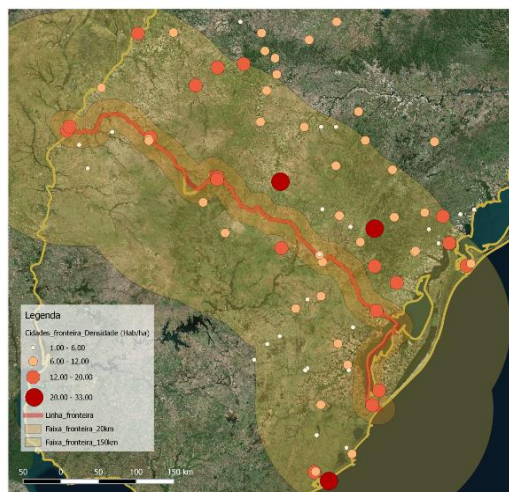 Legenda
Cidades_fronteira_Densidade (Hab/ha)
1.00 - 6.00
6.00 - 12.00
12.00 - 20.00
20.00 - 33.00
Linha_fronteira
Faixa_fronteira_20km
Faixa_fronteira_150km
50 0 50 100 150 km